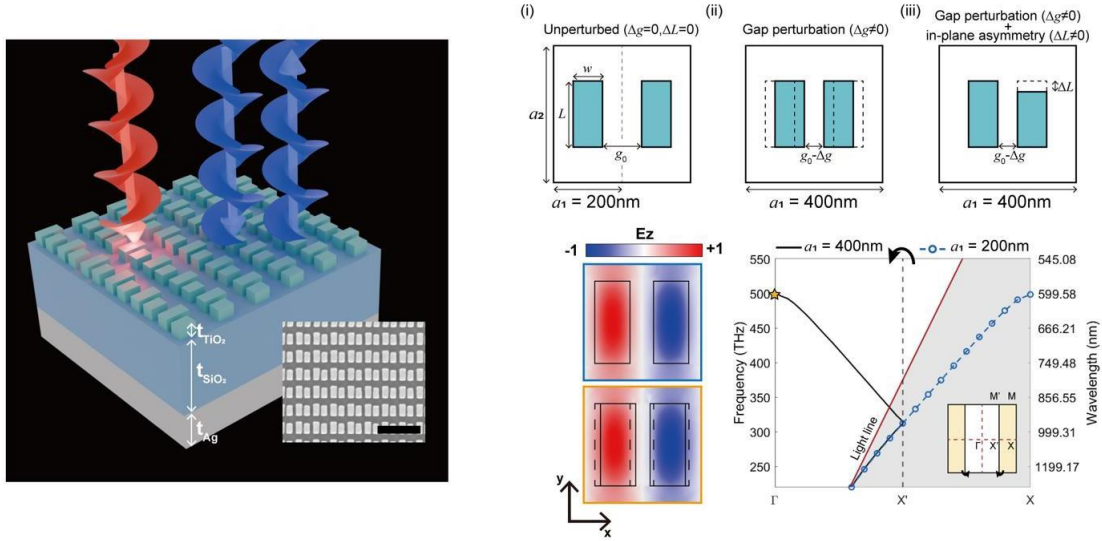 (i)
Unperturbed (Δg=0,ΔL=0)
w
L
a₂
g₀
a₁ = 200nm
(ii)
Gap perturbation (Δg≠0)
g₀-Δg
a₁ = 400nm
(iii)
Gap perturbation (Δg≠0)
+
in-plane asymmetry (ΔL≠0)
ΔL
g₀-Δg
a₁ = 400nm
tTiO₂
tSiO₂
tAg
Ez
-1
+1
y
x
a₁ = 400nm
a₁ = 200nm
Frequency (THz)
550
500
450
400
350
300
250
Light line
Γ
X'
X
M' M
Γ X' X
545.08
599.58
666.21
749.48
856.55
999.31
1199.17
Wavelength (nm)